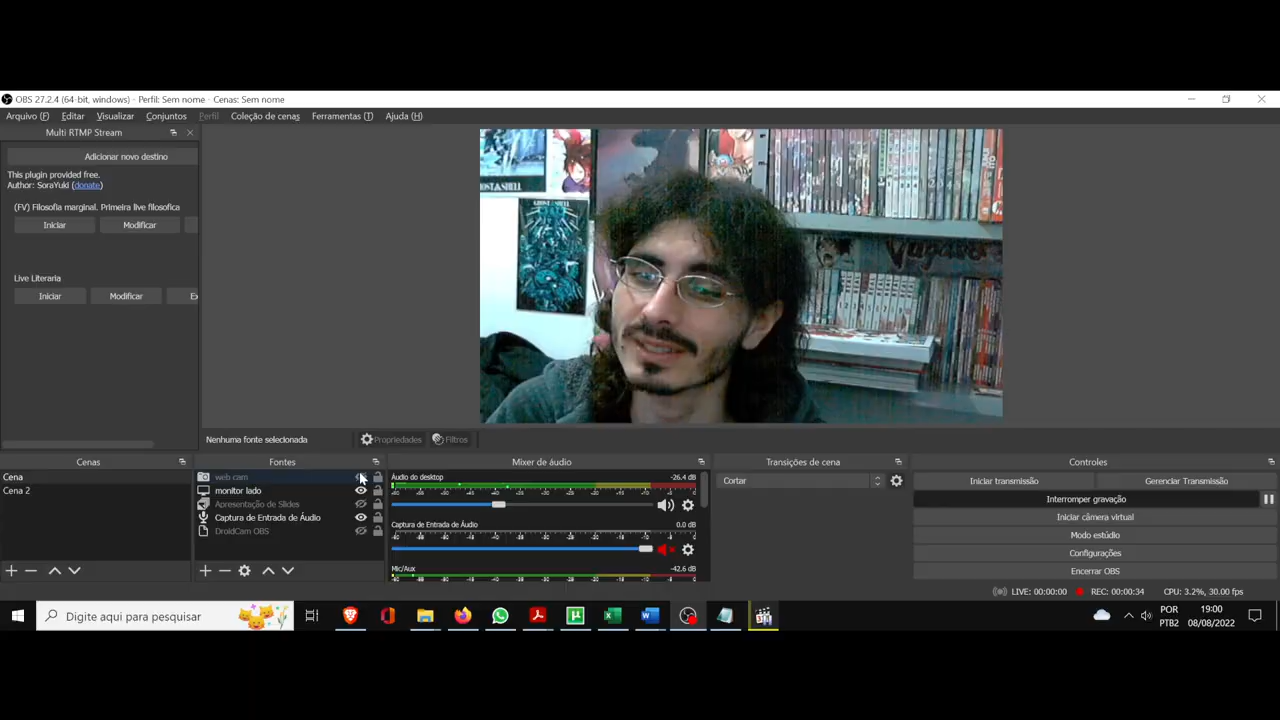 OBS 27.2.4 (64-bit, windows) - Perfil: Sem nome - Cenas: Sem nome
Arquivo (F) Editar Visualizar Conjuntos Perfil Coleção de cenas Ferramentas (T) Ajuda (H)
Multi RTMP Stream
Adicionar novo destino
This plugin provided free.
Author: SoraYuki (donate)
(FV) Filosofia marginal. Primeira live filosofica
Iniciar Modificar
Live Literaria
Iniciar Modificar Ex
Nenhuma fonte selecionada Propriedades Filtros
Cenas
Cena
Cena 2
Fontes
web cam
monitor lado
Apresentação de Slides
Captura de Entrada de Áudio
DroidCam OBS
Mixer de áudio
Áudio do desktop -26.4 dB
Captura de Entrada de Áudio 0.0 dB
Mic/Aux -42.6 dB
Transições de cena
Cortar
Controles
Iniciar transmissão Gerenciar Transmissão
Interromper gravação
Iniciar câmera virtual
Modo estúdio
Configurações
Encerrar OBS
LIVE: 00:00:00 REC: 00:00:34 CPU: 3.2%, 30.00 fps
Digite aqui para pesquisar
POR
PTB2
19:00
08/08/2022